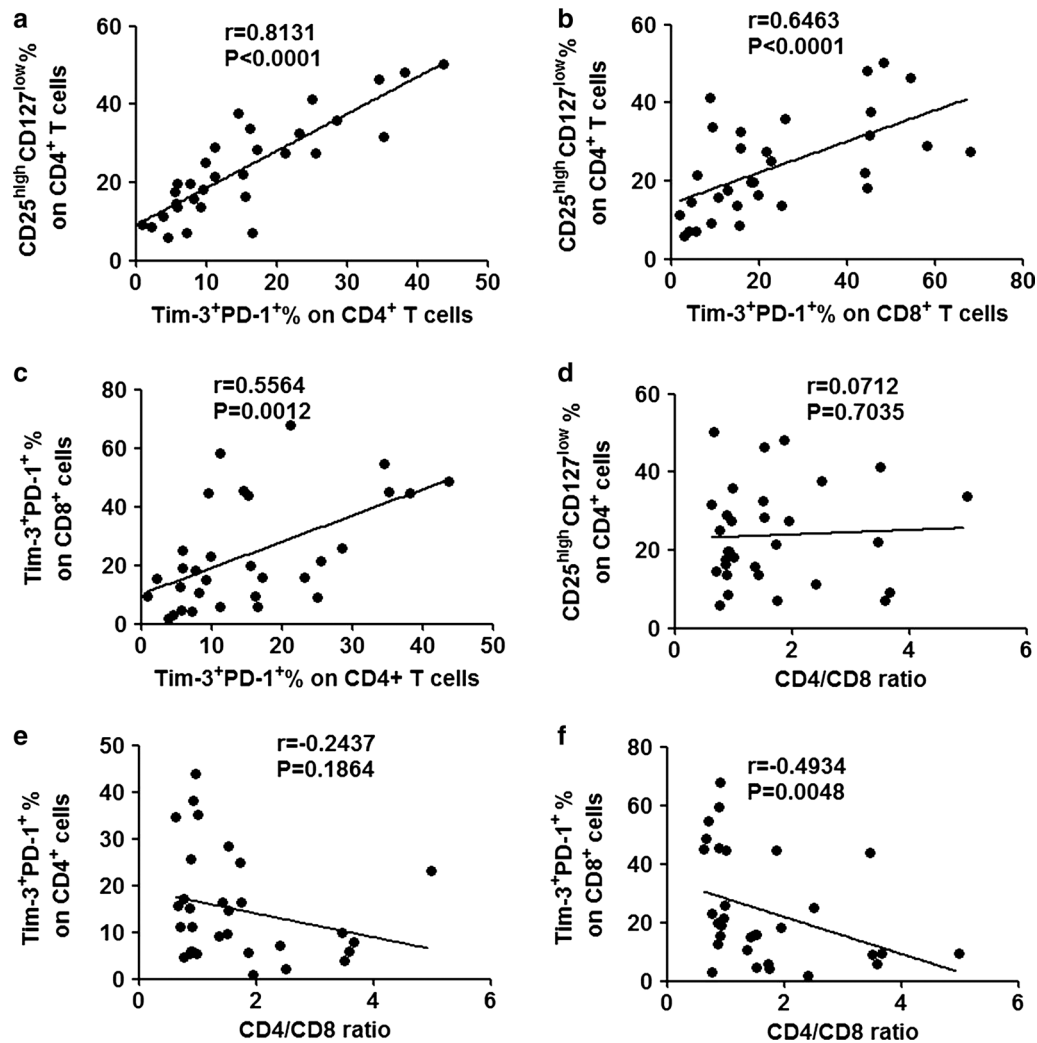 a
r=0.8131
P<0.0001
CD25highCD127low%
on CD4+ T cells
60
40
20
0
0 10 20 30 40 50
Tim-3+PD-1+% on CD4+ T cells
b
r=0.6463
P<0.0001
CD25highCD127low%
on CD4+ T cells
60
40
20
0
0 20 40 60 80
Tim-3+PD-1+% on CD8+ T cells
c
r=0.5564
P=0.0012
Tim-3+PD-1+ %
on CD8+ cells
80
60
40
20
0
0 10 20 30 40 50
Tim-3+PD-1+% on CD4+ T cells
d
r=0.0712
P=0.7035
CD25highCD127low %
on CD4+ cells
60
40
20
0
0 2 4 6
CD4/CD8 ratio
e
r=-0.2437
P=0.1864
Tim-3+PD-1+ %
on CD4+ cells
50
40
30
20
10
0
0 2 4 6
CD4/CD8 ratio
f
r=-0.4934
P=0.0048
Tim-3+PD-1+ %
on CD8+ cells
80
60
40
20
0
0 2 4 6
CD4/CD8 ratio